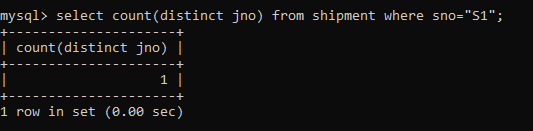 mysql> select count(distinct jno) from shipment where sno="S1";
+---------------------+
| count(distinct jno) |
+---------------------+
|                   1 |
+---------------------+
1 row in set (0.00 sec)